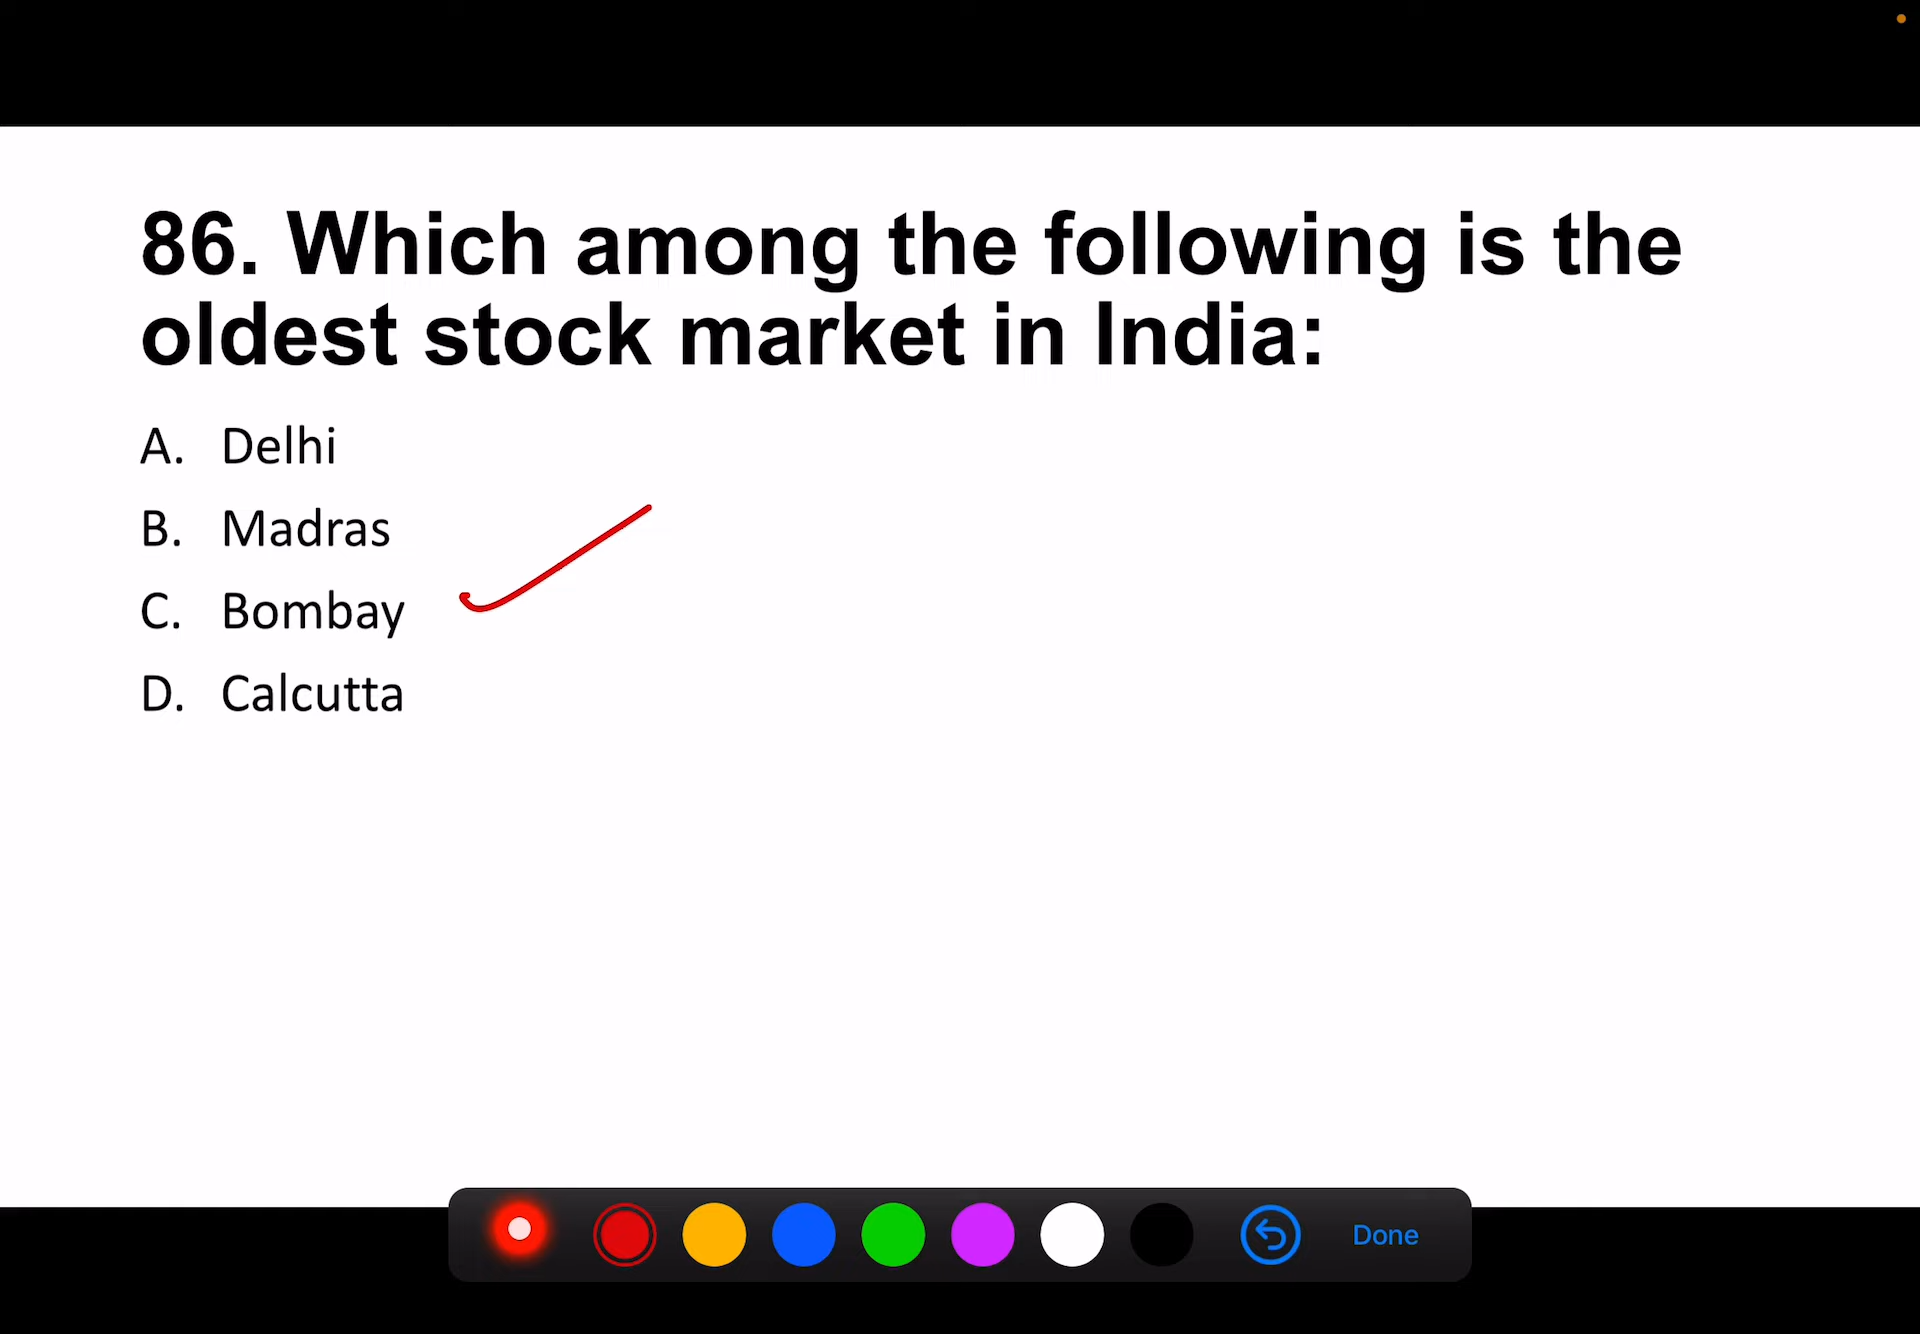 86. Which among the following is the
oldest stock market in India:
A. Delhi
B. Madras
C. Bombay
D. Calcutta
Done